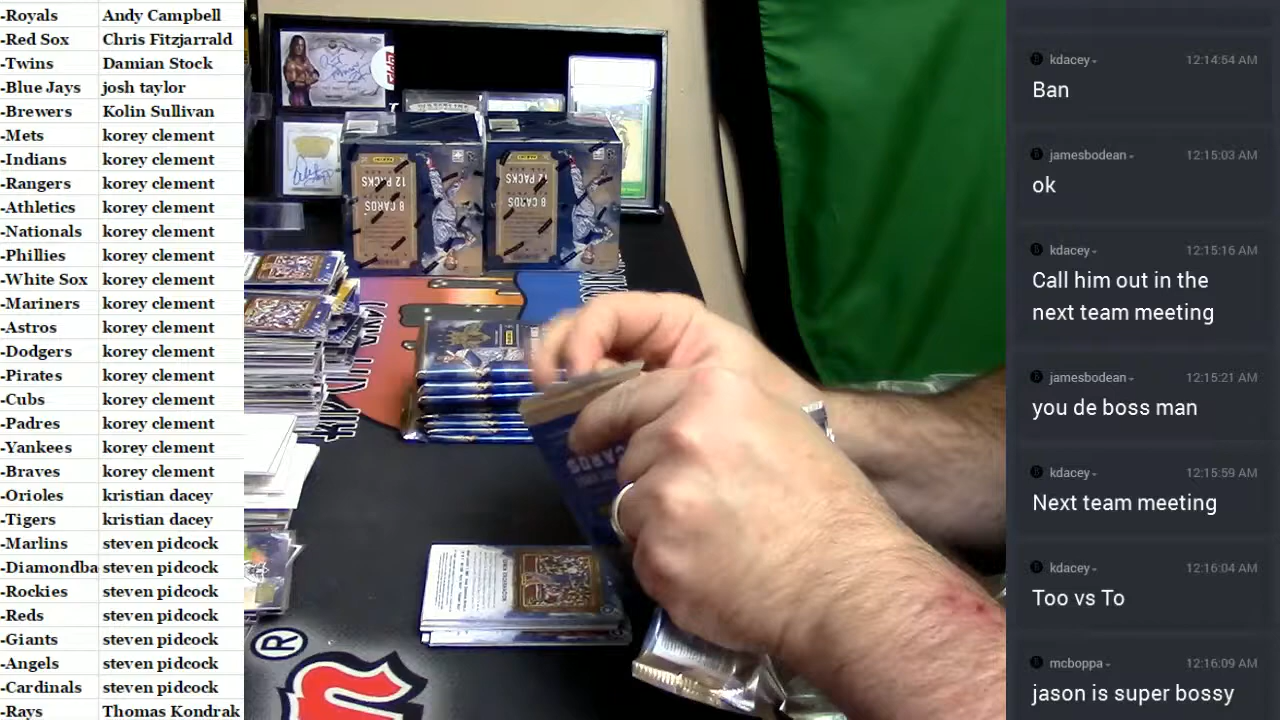 -Royals Andy Campbell
-Red Sox Chris Fitzjarrald
-Twins Damian Stock
-Blue Jays josh taylor
-Brewers Kolin Sullivan
-Mets korey clement
-Indians korey clement
-Rangers korey clement
-Athletics korey clement
-Nationals korey clement
-Phillies korey clement
-White Sox korey clement
-Mariners korey clement
-Astros korey clement
-Dodgers korey clement
-Pirates korey clement
-Cubs korey clement
-Padres korey clement
-Yankees korey clement
-Braves korey clement
-Orioles kristian dacey
-Tigers kristian dacey
-Marlins steven pidcock
-Diamondba steven pidcock
-Rockies steven pidcock
-Reds steven pidcock
-Giants steven pidcock
-Angels steven pidcock
-Cardinals steven pidcock
-Rays Thomas Kondrak
12 PACKS
8 CARDS
12 PACKS
8 CARDS
CARDS
®
kdacey 12:14:54 AM
Ban
jamesbodean 12:15:03 AM
ok
kdacey 12:15:16 AM
Call him out in the
next team meeting
jamesbodean 12:15:21 AM
you de boss man
kdacey 12:15:59 AM
Next team meeting
kdacey 12:16:04 AM
Too vs To
mcboppa 12:16:09 AM
jason is super bossy